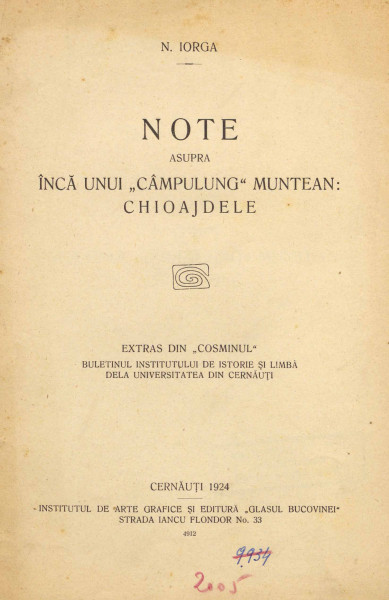 N. IORGA
NOTE
ASUPRA
ÎNCĂ UNUI „CÂMPULUNG“ MUNTEAN:
CHIOAJDELE
EXTRAS DIN „COSMINUL“
BULETINUL INSTITUTULUI DE ISTORIE ȘI LIMBĂ
DELA UNIVERSITATEA DIN CERNĂUȚI
CERNĂUȚI 1924
INSTITUTUL DE ARTE GRAFICE ȘI EDITURĂ „GLASUL BUCOVINEI“
STRADA IANCU FLONDOR No. 33
4912
9934
2005